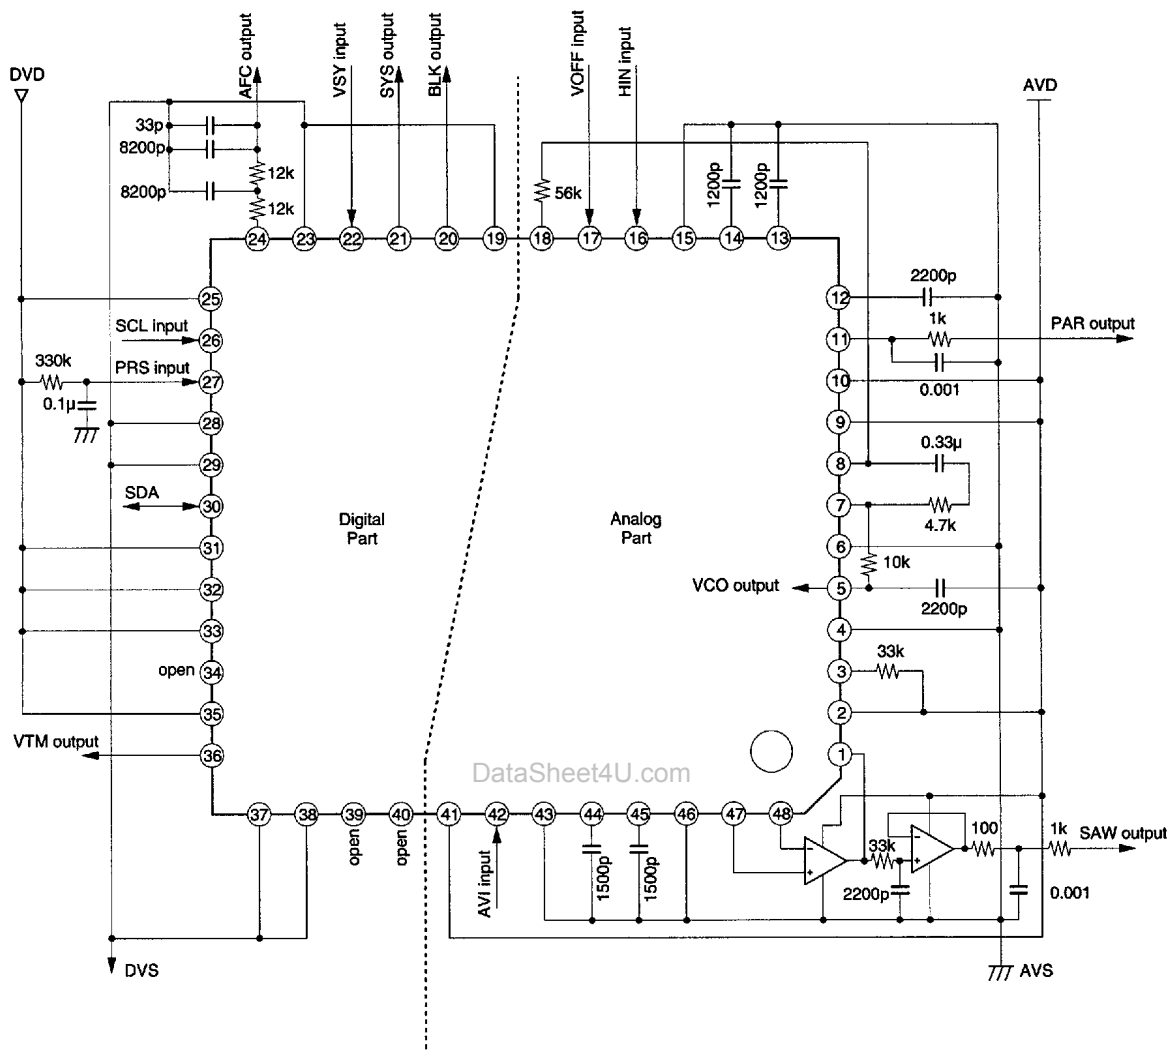 AFC output
VSY input
SYS output
BLK output
VOFF input
HIN input
DVD
AVD
33p
8200p
12k
8200p
12k
56k
1200p
1200p
24
23
22
21
20
19
18
17
16
15
14
13
25
12
2200p
SCL input
26
11
1k
PAR output
330k
PRS input
27
10
0.001
0.1µ
28
9
29
8
0.33µ
SDA
30
Digital
Part
Analog
Part
7
4.7k
31
6
10k
32
VCO output
5
2200p
33
4
open
34
3
33k
35
2
VTM output
36
1
DataSheet4U.com
37
38
39
40
41
42
43
44
45
46
47
48
open
open
AVI input
1500p
1500p
−
+
33k
2200p
−
+
100
1k
SAW output
0.001
DVS
AVS